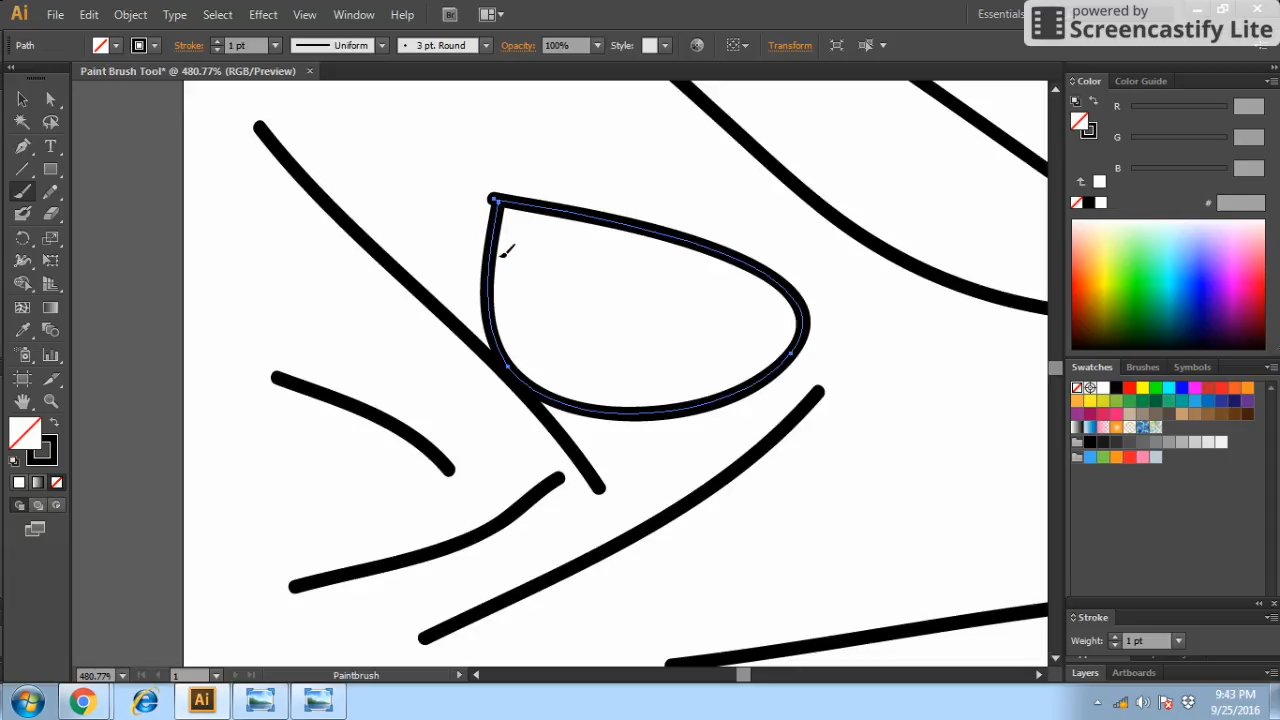 Ai File Edit Object Type Select Effect View Window Help Br Essentials
powered by
Screencastify Lite
Path Stroke: 1 pt Uniform 3 pt. Round Opacity: 100% Style: Transform
Paint Brush Tool* @ 480.77% (RGB/Preview) ×
Color Color Guide
R
G
B
#
Swatches Brushes Symbols
Stroke
Weight: 1 pt
Layers Artboards
480.77% 1 Paintbrush
Ai
9:43 PM
9/25/2016